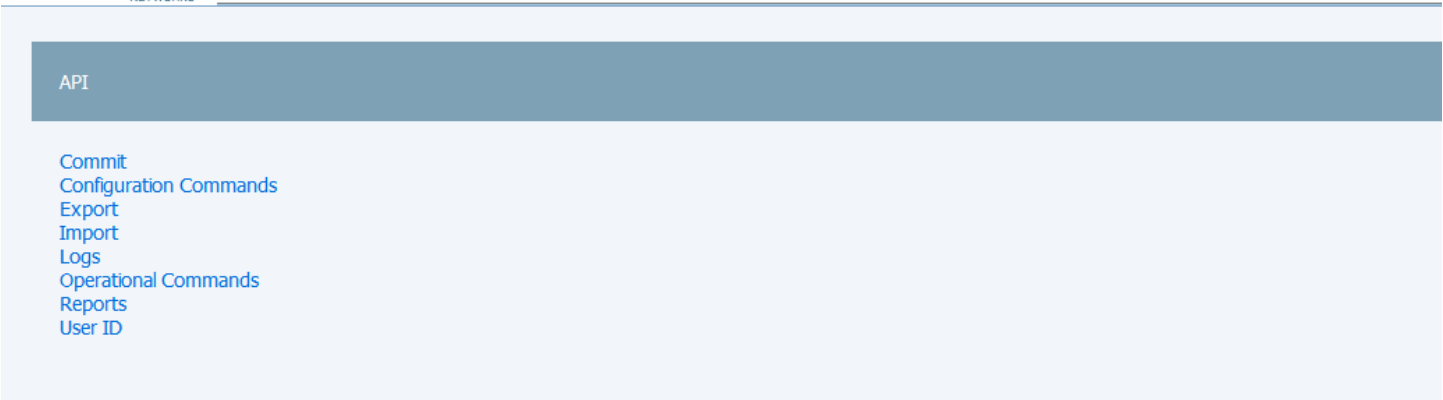 API
Commit
Configuration Commands
Export
Import
Logs
Operational Commands
Reports
User ID